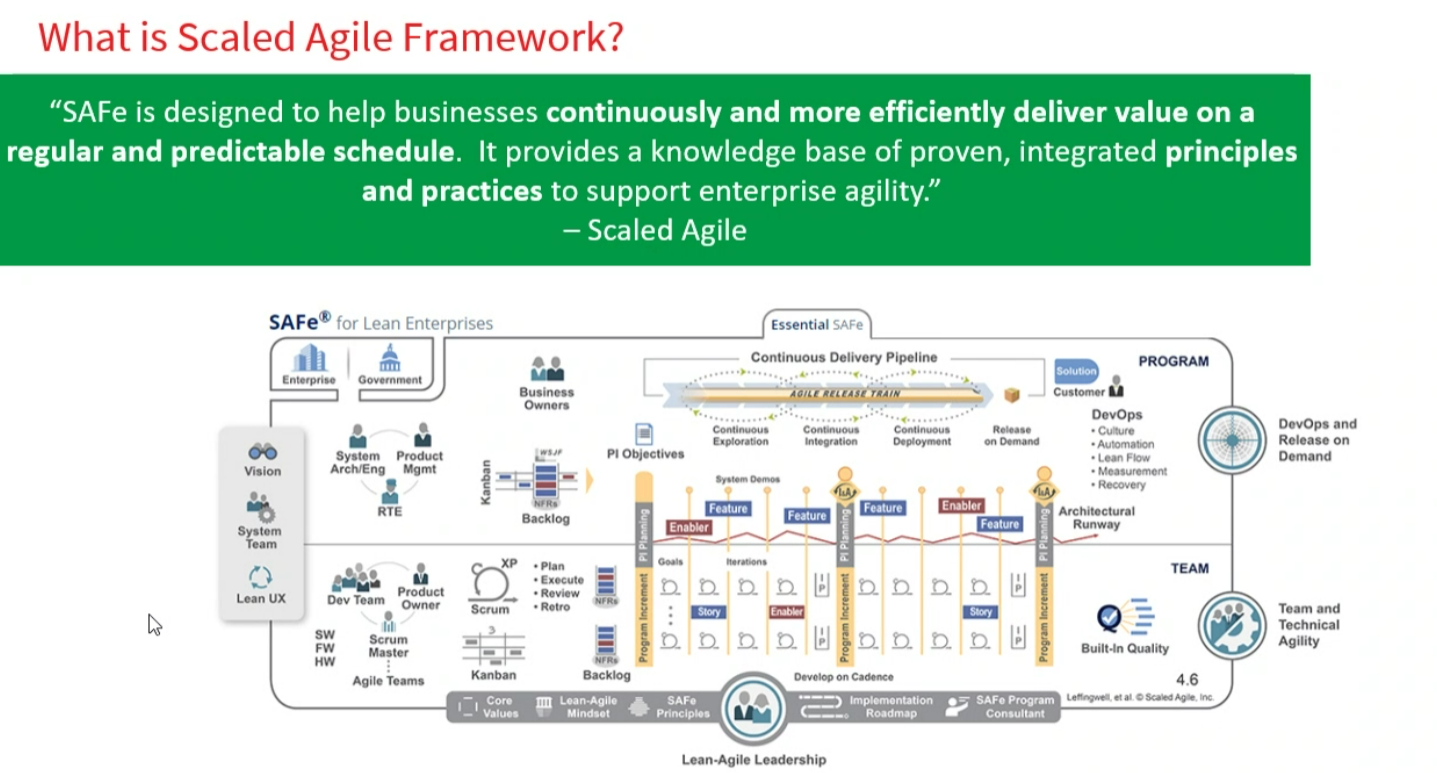 What is Scaled Agile Framework?
“SAFe is designed to help businesses continuously and more efficiently deliver value on a
regular and predictable schedule. It provides a knowledge base of proven, integrated principles
and practices to support enterprise agility.”
– Scaled Agile
SAFe® for Lean Enterprises
Essential SAFe
Enterprise
Government
Business
Owners
Continuous Delivery Pipeline
AGILE RELEASE TRAIN
Continuous
Exploration
Continuous
Integration
Continuous
Deployment
Release
on Demand
Solution
Customer
PROGRAM
DevOps
• Culture
• Automation
• Lean Flow
• Measurement
• Recovery
DevOps and
Release on
Demand
Vision
System
Team
Lean UX
System
Arch/Eng
Product
Mgmt
RTE
Kanban
WSJF
NFRs
Backlog
PI Objectives
System Demos
Enabler
Feature
Feature
I&A
Feature
Enabler
Feature
I&A
Architectural
Runway
PI Planning
PI Planning
PI Planning
TEAM
Dev Team
Product
Owner
Scrum
Master
SW
FW
HW
Agile Teams
XP
Scrum
• Plan
• Execute
• Review
• Retro
3
Kanban
NFRs
NFRs
Backlog
Goals
Iterations
Program Increment
Program Increment
Program Increment
Story
Enabler
Story
IP
IP
IP
IP
Develop on Cadence
Built-In Quality
Team and
Technical
Agility
4.6
Leffingwell, et al. © Scaled Agile, Inc.
Core
Values
Lean-Agile
Mindset
SAFe
Principles
Implementation
Roadmap
SAFe Program
Consultant
Lean-Agile Leadership